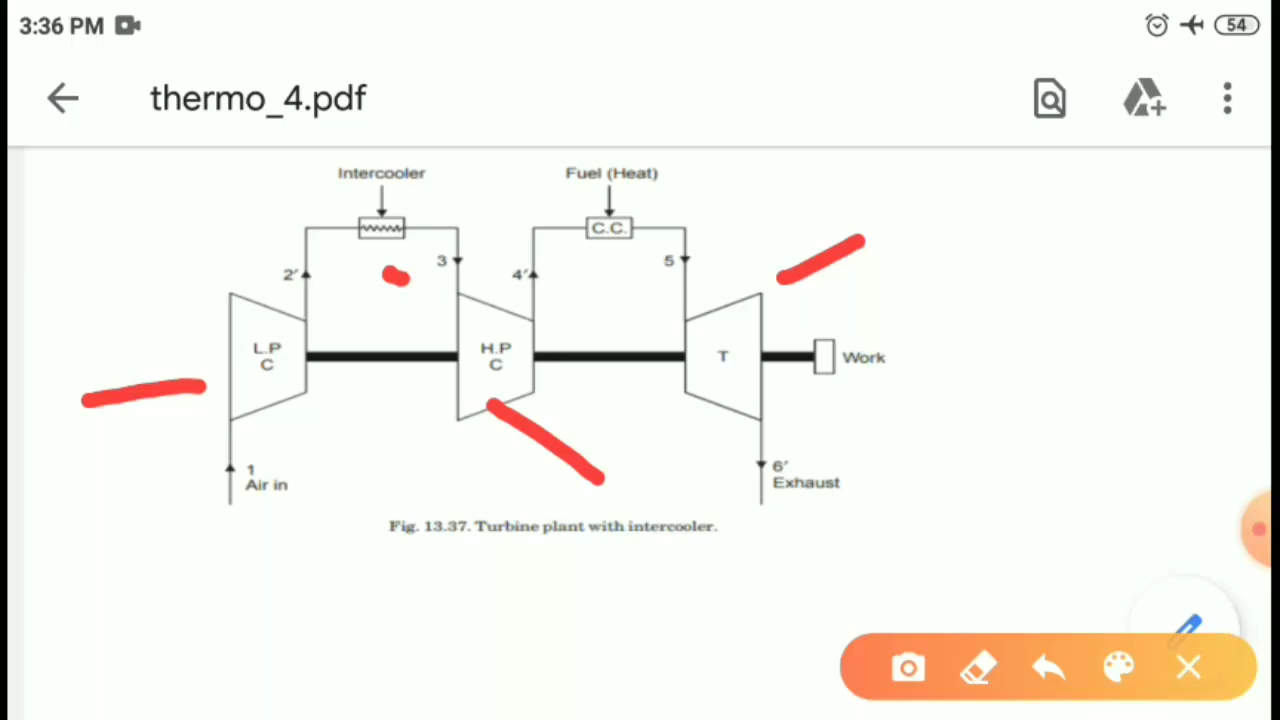 3:36 PM
54
thermo_4.pdf
Intercooler
Fuel (Heat)
C.C.
2′
3
4′
5
L.P
C
H.P
C
T
Work
1
Air in
6′
Exhaust
Fig. 13.37. Turbine plant with intercooler.